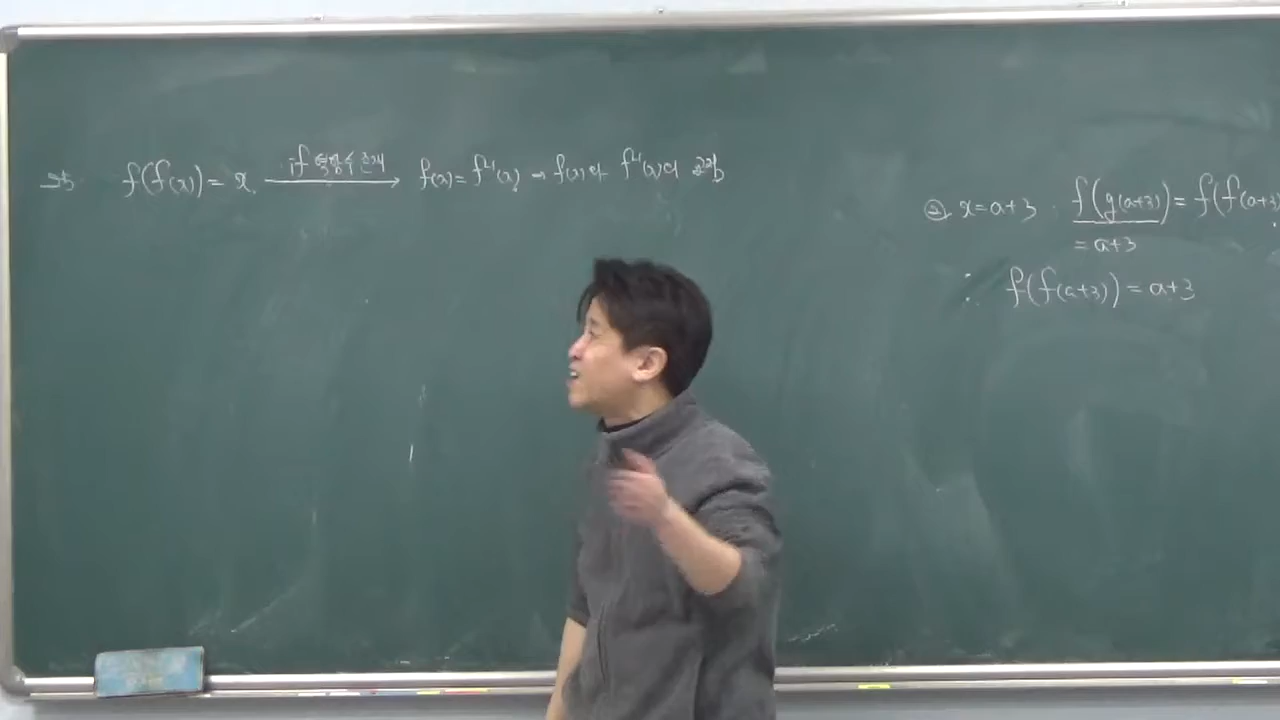 f(f(x)) = x. if 역함수 존재 f(x) = f⁻¹(x) → f(x)와 f⁻¹(x)의 교점
② x=a+3 . f(g(a+3)) = f(f(a+3)
= a+3
∴ f(f(a+3)) = a+3